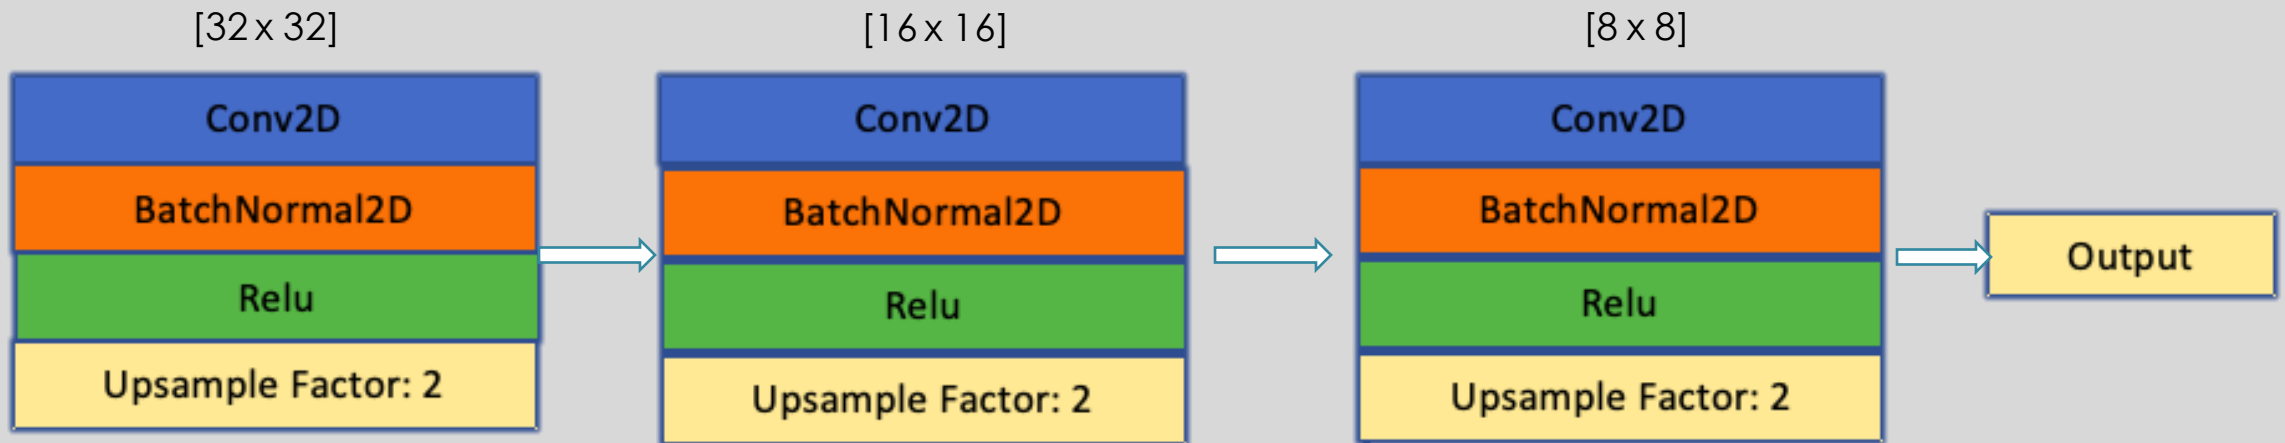 [32 x 32]
[16 x 16]
[8 x 8]
Conv2D
BatchNormal2D
Relu
Upsample Factor: 2
Conv2D
BatchNormal2D
Relu
Upsample Factor: 2
Conv2D
BatchNormal2D
Relu
Upsample Factor: 2
Output